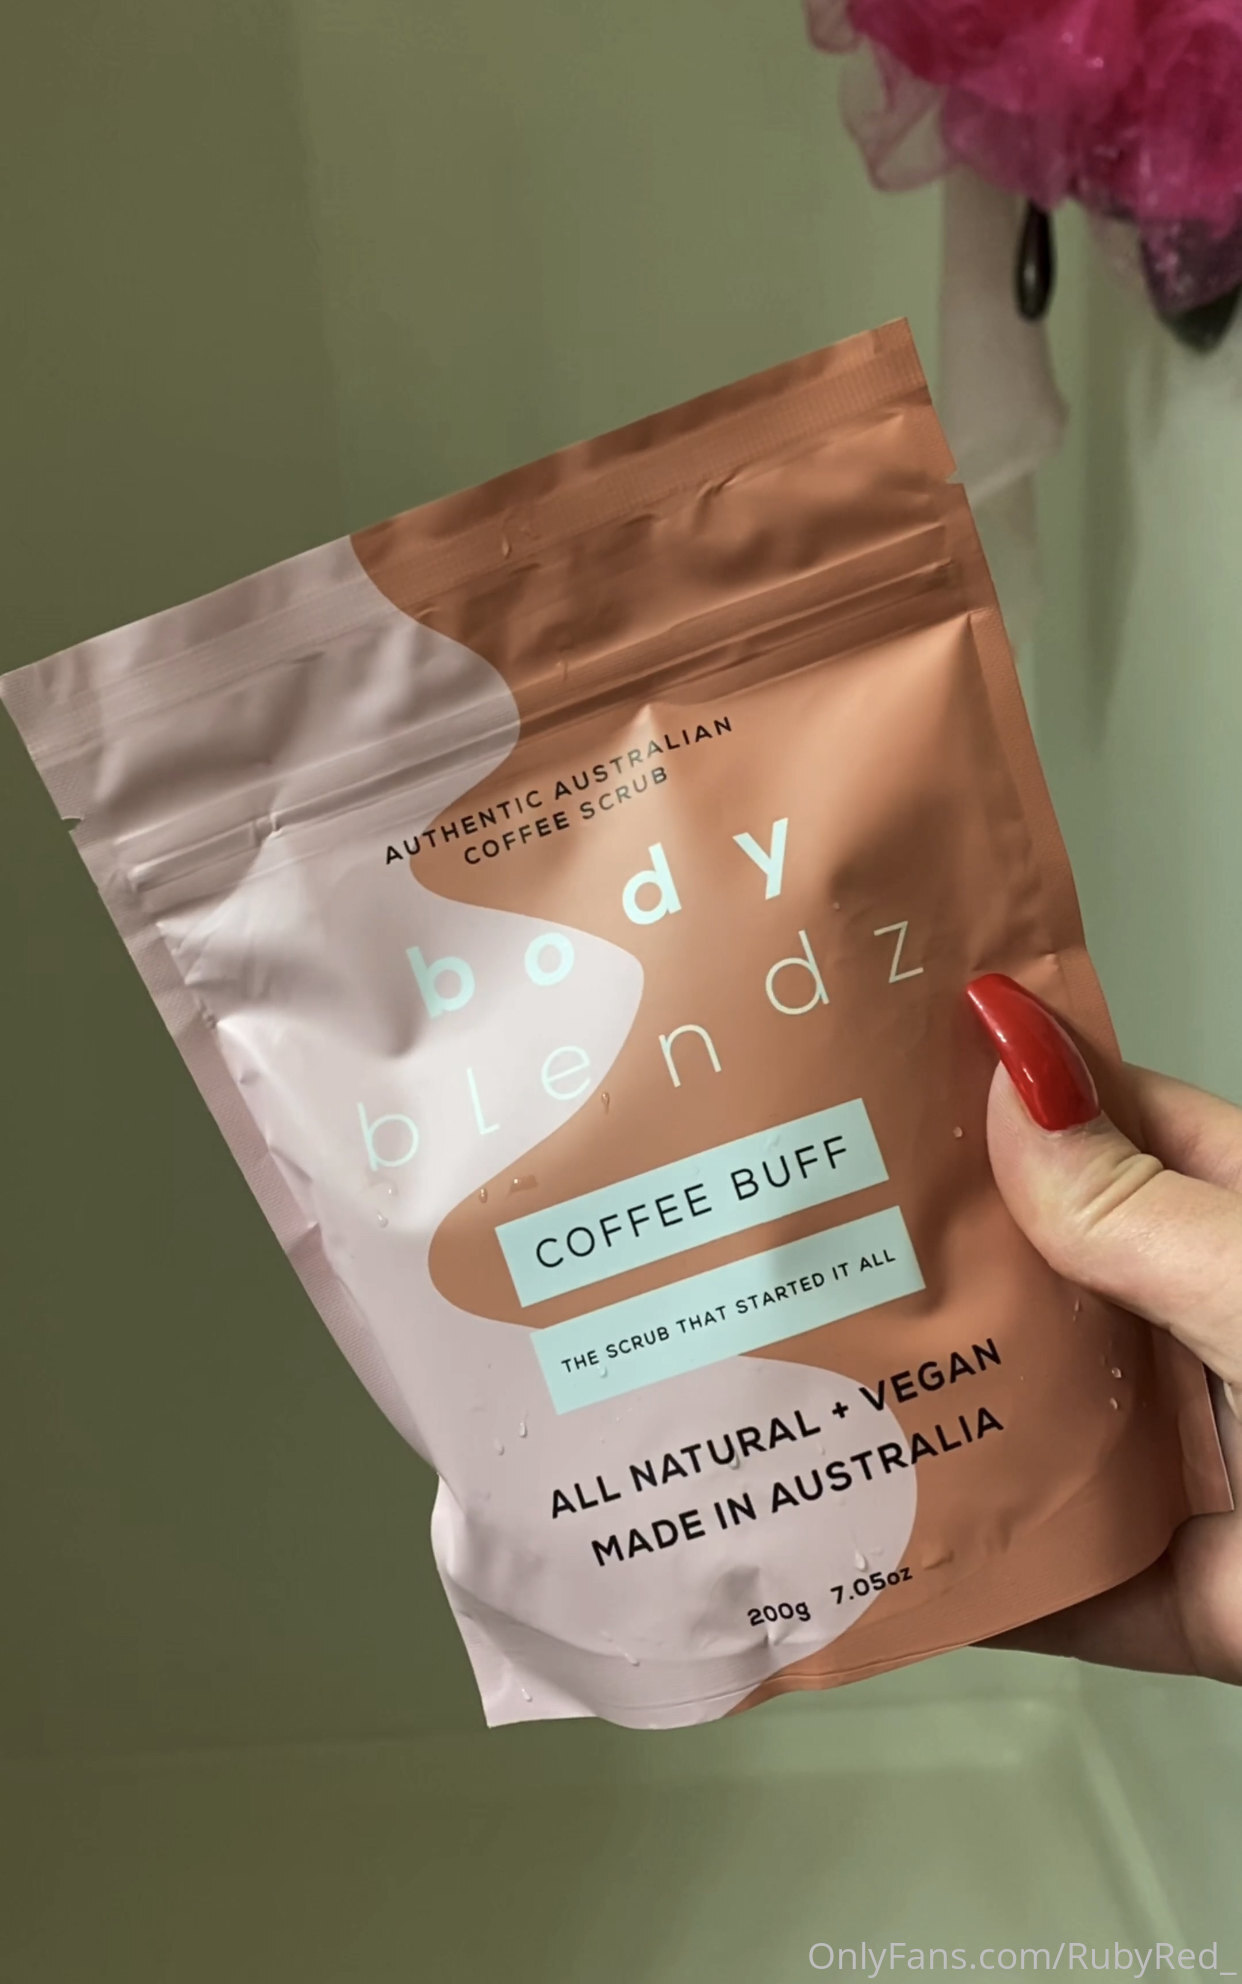 AUTHENTIC AUSTRALIAN
COFFEE SCRUB
body
blendz
COFFEE BUFF
THE SCRUB THAT STARTED IT ALL
ALL NATURAL + VEGAN
MADE IN AUSTRALIA
200g 7.05oz
OnlyFans.com/RubyRed_